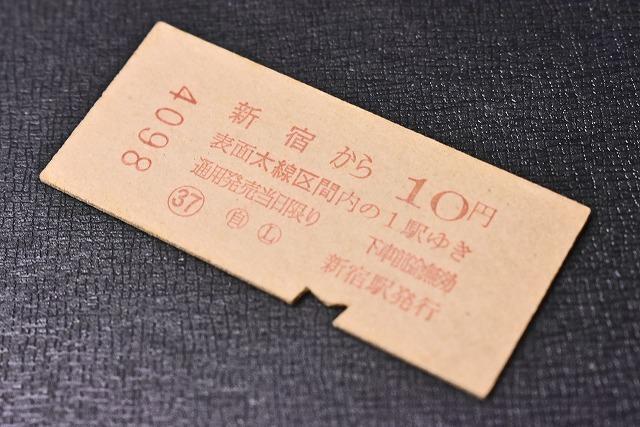 4098
新宿から 10円
表面太線区間内の1駅ゆき
通用発売当日限り
下車前途無効
㊲ 自 L
新宿駅発行